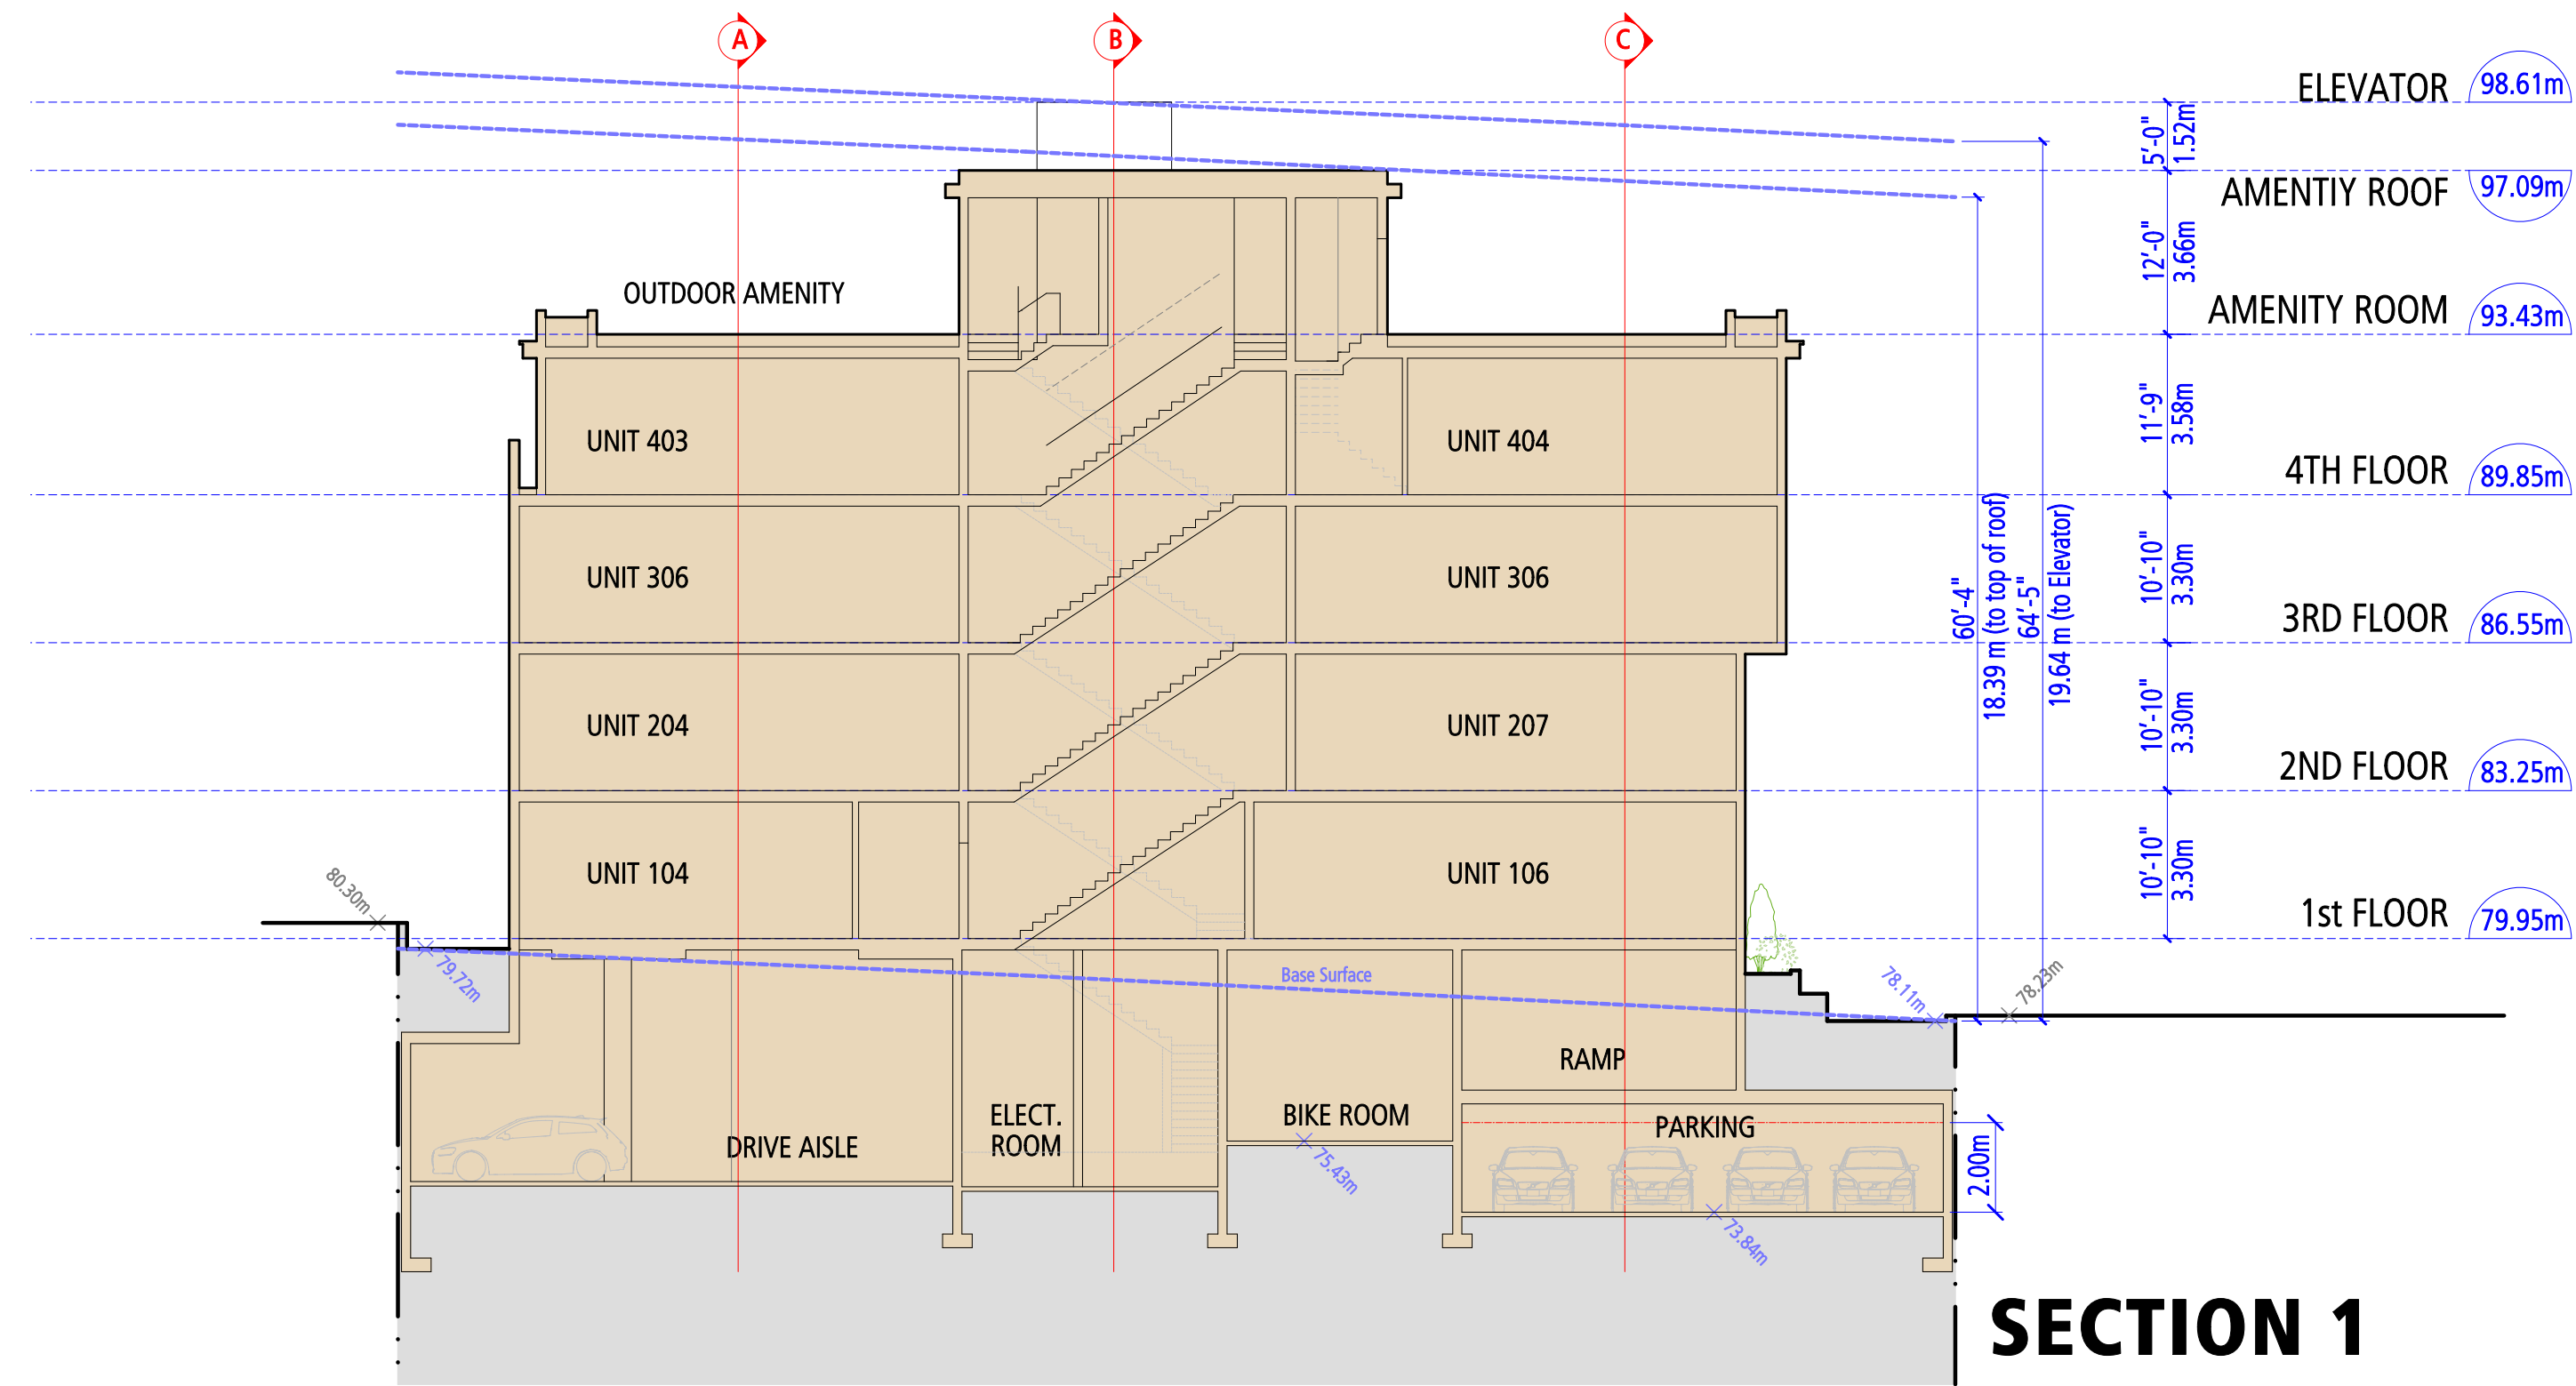 A
B
C
ELEVATOR 98.61m
5'-0"
1.52m
AMENTIY ROOF 97.09m
12'-0"
3.66m
OUTDOOR AMENITY
AMENITY ROOM 93.43m
11'-9"
3.58m
UNIT 403
UNIT 404
4TH FLOOR 89.85m
10'-10"
3.30m
UNIT 306
UNIT 306
3RD FLOOR 86.55m
60'-4"
18.39 m (to top of roof)
64'-5"
19.64 m (to Elevator)
10'-10"
3.30m
UNIT 204
UNIT 207
2ND FLOOR 83.25m
10'-10"
3.30m
UNIT 104
UNIT 106
1st FLOOR 79.95m
80.30m
79.72m
Base Surface
78.11m
78.23m
RAMP
ELECT.
ROOM
BIKE ROOM
PARKING
DRIVE AISLE
75.43m
2.00m
73.84m
SECTION 1